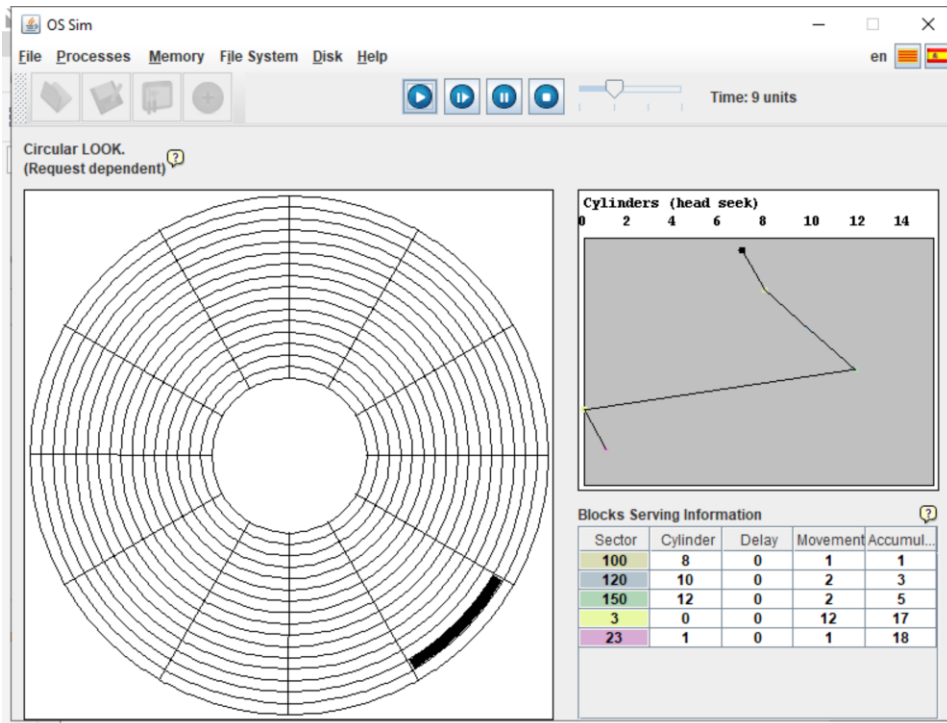 OS Sim
File Processes Memory File System Disk Help
en
Time: 9 units
Circular LOOK.
(Request dependent)
?
Cylinders (head seek)
0 2 4 6 8 10 12 14
Blocks Serving Information
?
Sector Cylinder Delay Movement Accumul...
100 8 0 1 1
120 10 0 2 3
150 12 0 2 5
3 0 0 12 17
23 1 0 1 18